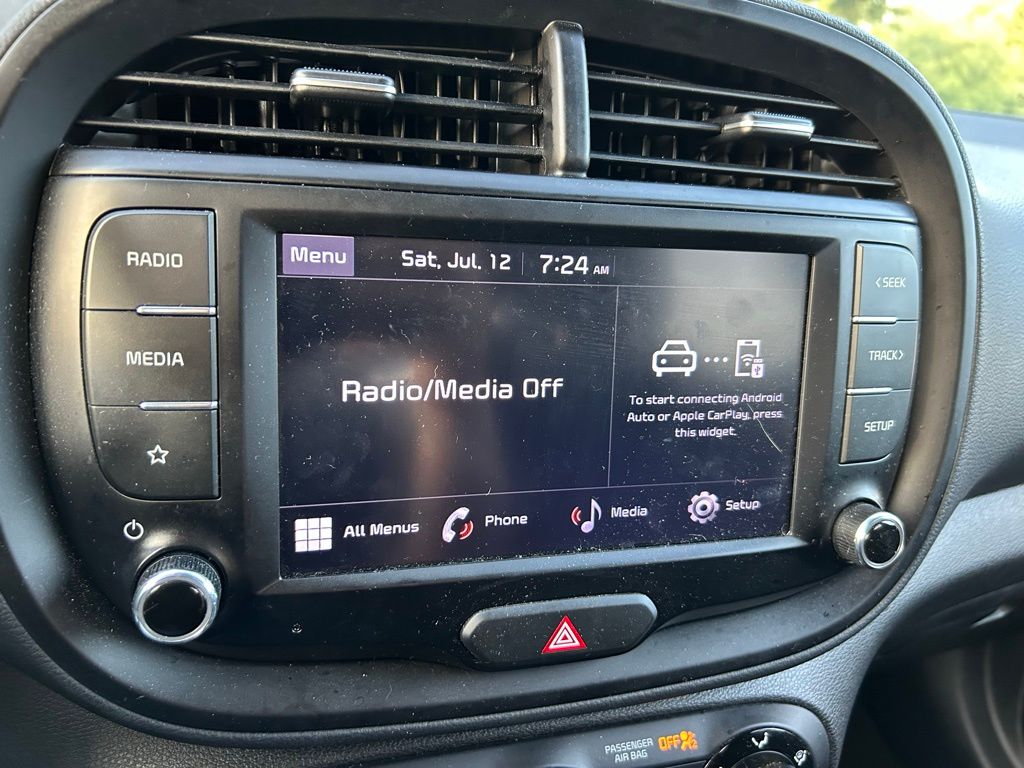 RADIO
MEDIA
Menu
Sat, Jul. 12
7:24 AM
Radio/Media Off
To start connecting Android
Auto or Apple CarPlay, press
this widget.
All Menus
Phone
Media
Setup
< SEEK
TRACK >
SETUP
PASSENGER
AIR BAG
OFF